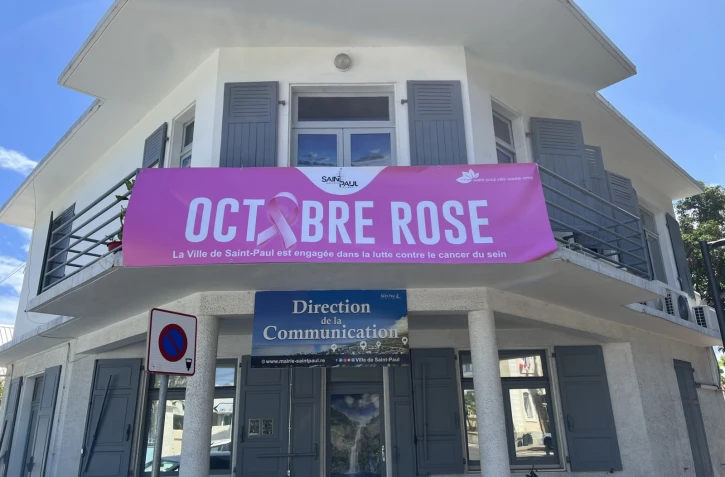 SAINT
PAUL
OCTOBRE ROSE
La Ville de Saint-Paul est engagée dans la lutte contre le cancer du sein
Direction
de la
Communication
www.mairie-saintpaul.re
Ville de Saint-Paul